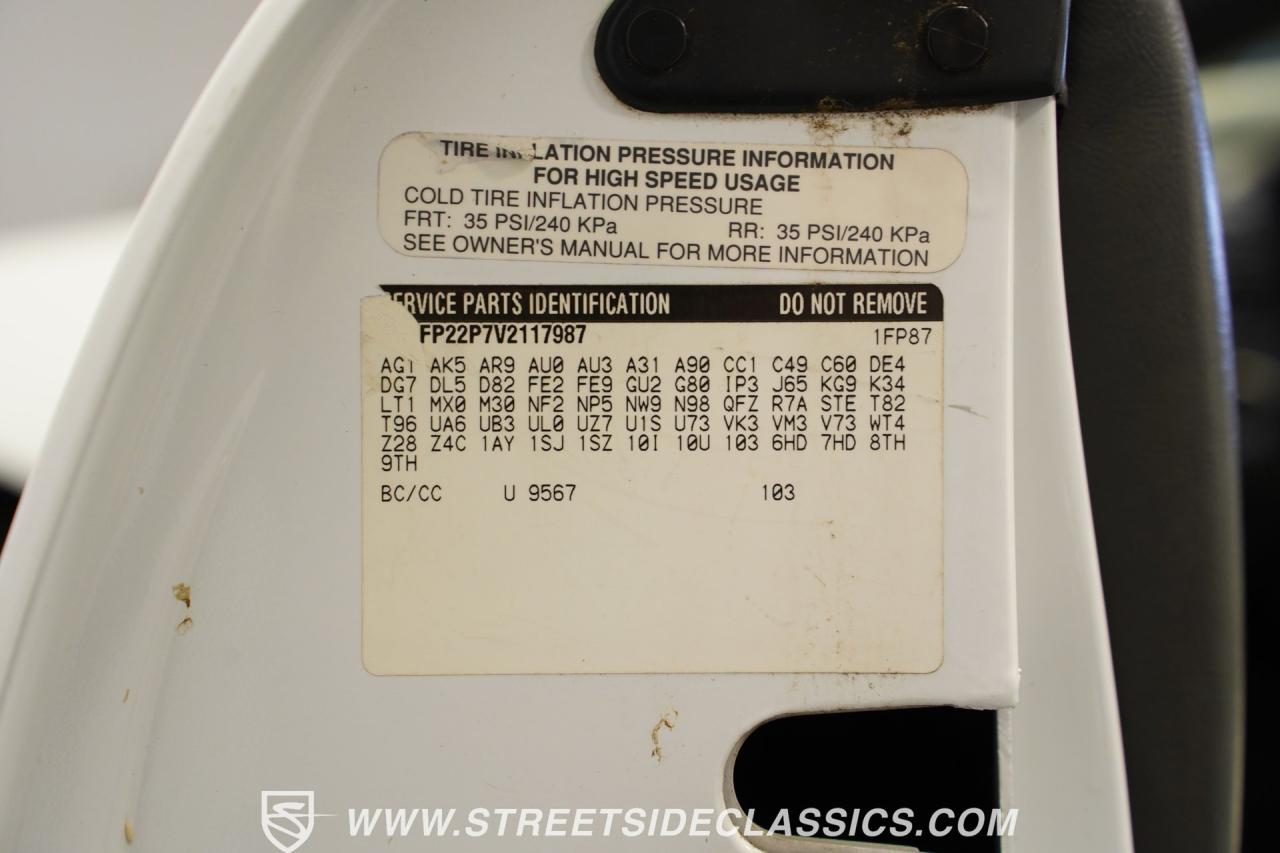 TIRE INFLATION PRESSURE INFORMATION
FOR HIGH SPEED USAGE
COLD TIRE INFLATION PRESSURE
FRT: 35 PSI/240 KPa RR: 35 PSI/240 KPa
SEE OWNER'S MANUAL FOR MORE INFORMATION
SERVICE PARTS IDENTIFICATION DO NOT REMOVE
FP22P7V2117987 1FP87
AG1 AK5 AR9 AU0 AU3 A31 A90 CC1 C49 C60 DE4
DG7 DL5 D82 FE2 FE9 GU2 G80 IP3 J65 KG9 K34
LT1 MX0 M30 NF2 NP5 NW9 N98 QFZ R7A STE T82
T96 UA6 UB3 UL0 UZ7 U1S U73 VK3 VM3 V73 WT4
Z28 Z4C 1AY 1SJ 1SZ 10I 10U 103 6HD 7HD 8TH
9TH
BC/CC U 9567 103
WWW.STREETSIDECLASSICS.COM